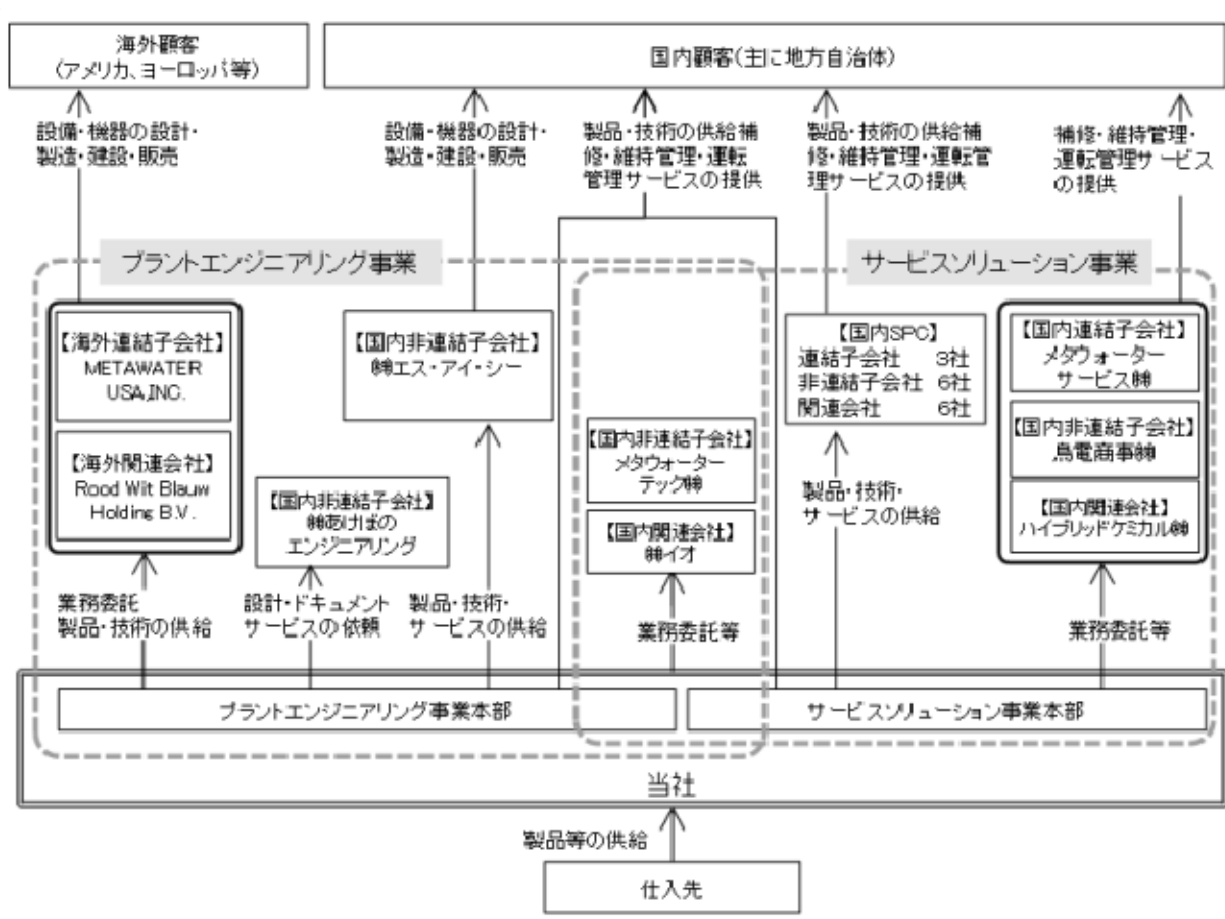 海外顧客
(アメリカ、ヨーロッパ等)
国内顧客(主に地方自治体)
設備・機器の設計・
製造・建設・販売
設備・機器の設計・
製造・建設・販売
製品・技術の供給補
修・維持管理・運転
管理サービスの提供
製品・技術の供給補
修・維持管理・運転管
理サービスの提供
補修・維持管理・
運転管理サービス
の提供
プラントエンジニアリング事業
サービスソリューション事業
【海外連結子会社】
METAWATER
USA,INC.
【海外関連会社】
Rood Wit Blauw
Holding B.V.
【国内非連結子会社】
㈱エス・アイ・シー
【国内非連結子会社】
㈱あけぼの
エンジニアリング
【国内非連結子会社】
メタウォーター
テック㈱
【国内関連会社】
㈱イオ
【国内SPC】
連結子会社 3社
非連結子会社 6社
関連会社 6社
【国内連結子会社】
メタウォーター
サービス㈱
【国内非連結子会社】
鳥電商事㈱
【国内関連会社】
ハイブリッドケミカル㈱
業務委託
製品・技術の供給
設計・ドキュメント
サービスの依頼
製品・技術・
サービスの供給
業務委託等
製品・技術・
サービスの供給
業務委託等
プラントエンジニアリング事業本部
サービスソリューション事業本部
当社
製品等の供給
仕入先